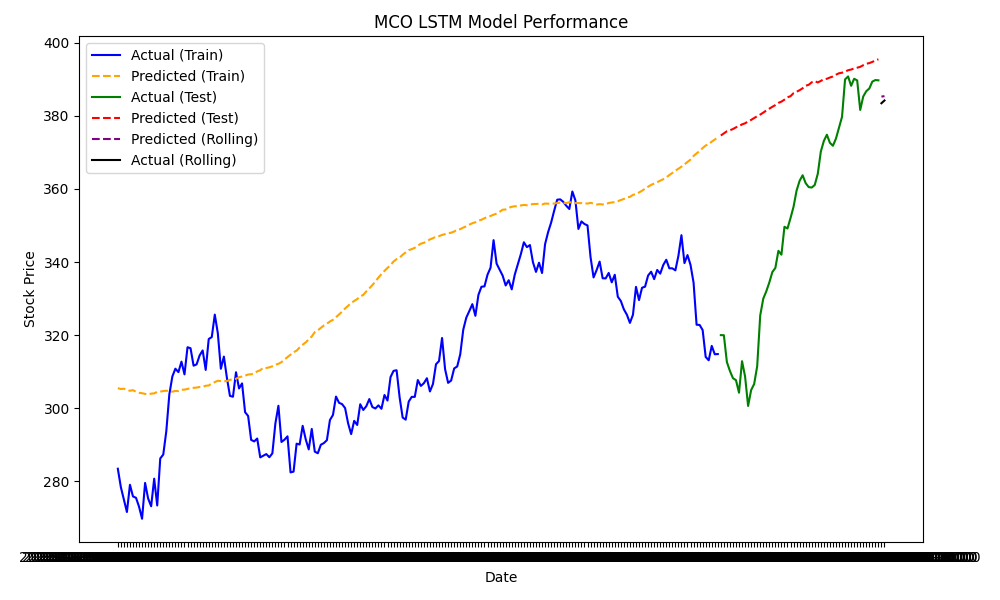 MCO LSTM Model Performance
Actual (Train)
Predicted (Train)
Actual (Test)
Predicted (Test)
Predicted (Rolling)
Actual (Rolling)
400
380
360
340
320
300
280
Stock Price
Date